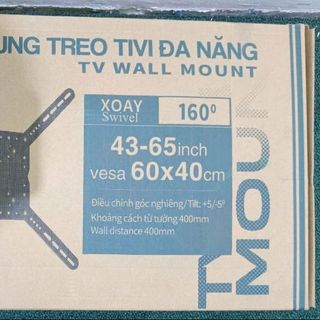 UNG TREO TIVI ĐA NĂNG
TV WALL MOUNT
XOAY
Swivel
160⁰
43-65inch
vesa 60x40cm
Điều chỉnh góc nghiêng/Tilt: +5/-5⁰
Khoảng cách từ tường 400mm
Wall distance 400mm
TV
MOUN